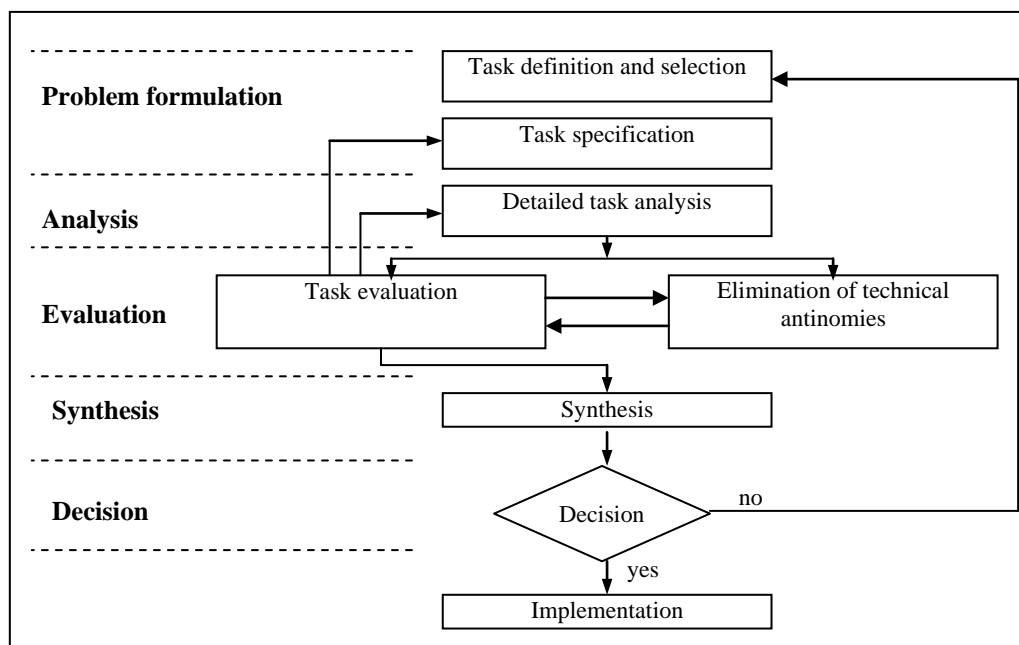 Task definition and selection
Problem formulation
Task specification
Detailed task analysis
Analysis
Task evaluation
Elimination of technical
antinomies
Evaluation
Synthesis
Synthesis
no
Decision
Decision
yes
Implementation